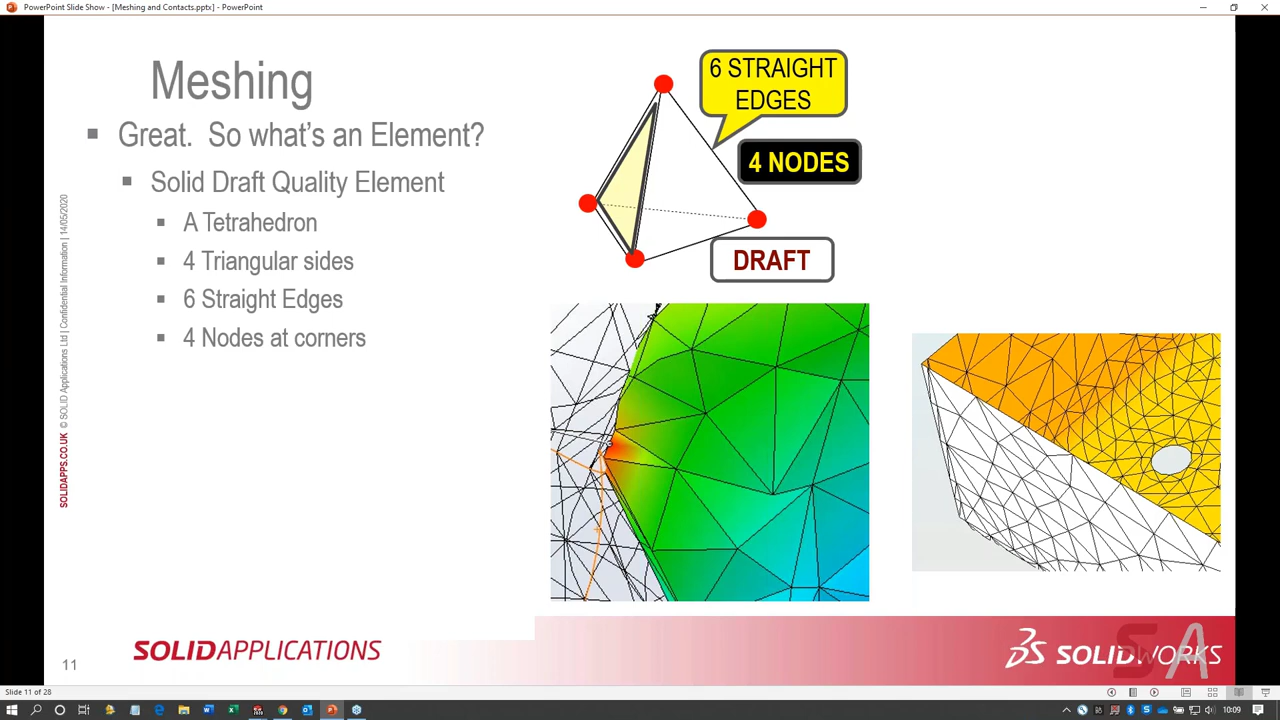 PowerPoint Slide Show - [Meshing and Contacts.pptx] - PowerPoint
Meshing
Great. So what's an Element?
Solid Draft Quality Element
A Tetrahedron
4 Triangular sides
6 Straight Edges
4 Nodes at corners
6 STRAIGHT
EDGES
4 NODES
DRAFT
SOLIDAPPS.CO.UK © SOLID Applications Ltd | Confidential Information | 14/05/2020
11
SOLIDAPPLICATIONS
SOLIDWORKS
SA
Slide 11 of 28
10:09